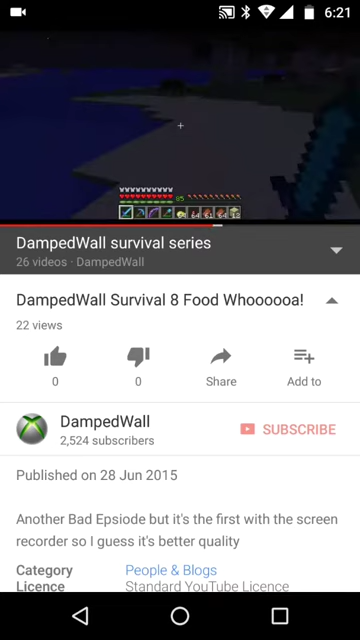 6:21
DampedWall survival series
26 videos · DampedWall
DampedWall Survival 8 Food Whoooooa!
22 views
0
0
Share
Add to
DampedWall
2,524 subscribers
SUBSCRIBE
Published on 28 Jun 2015
Another Bad Epsiode but it's the first with the screen
recorder so I guess it's better quality
Category People & Blogs
Licence Standard YouTube Licence